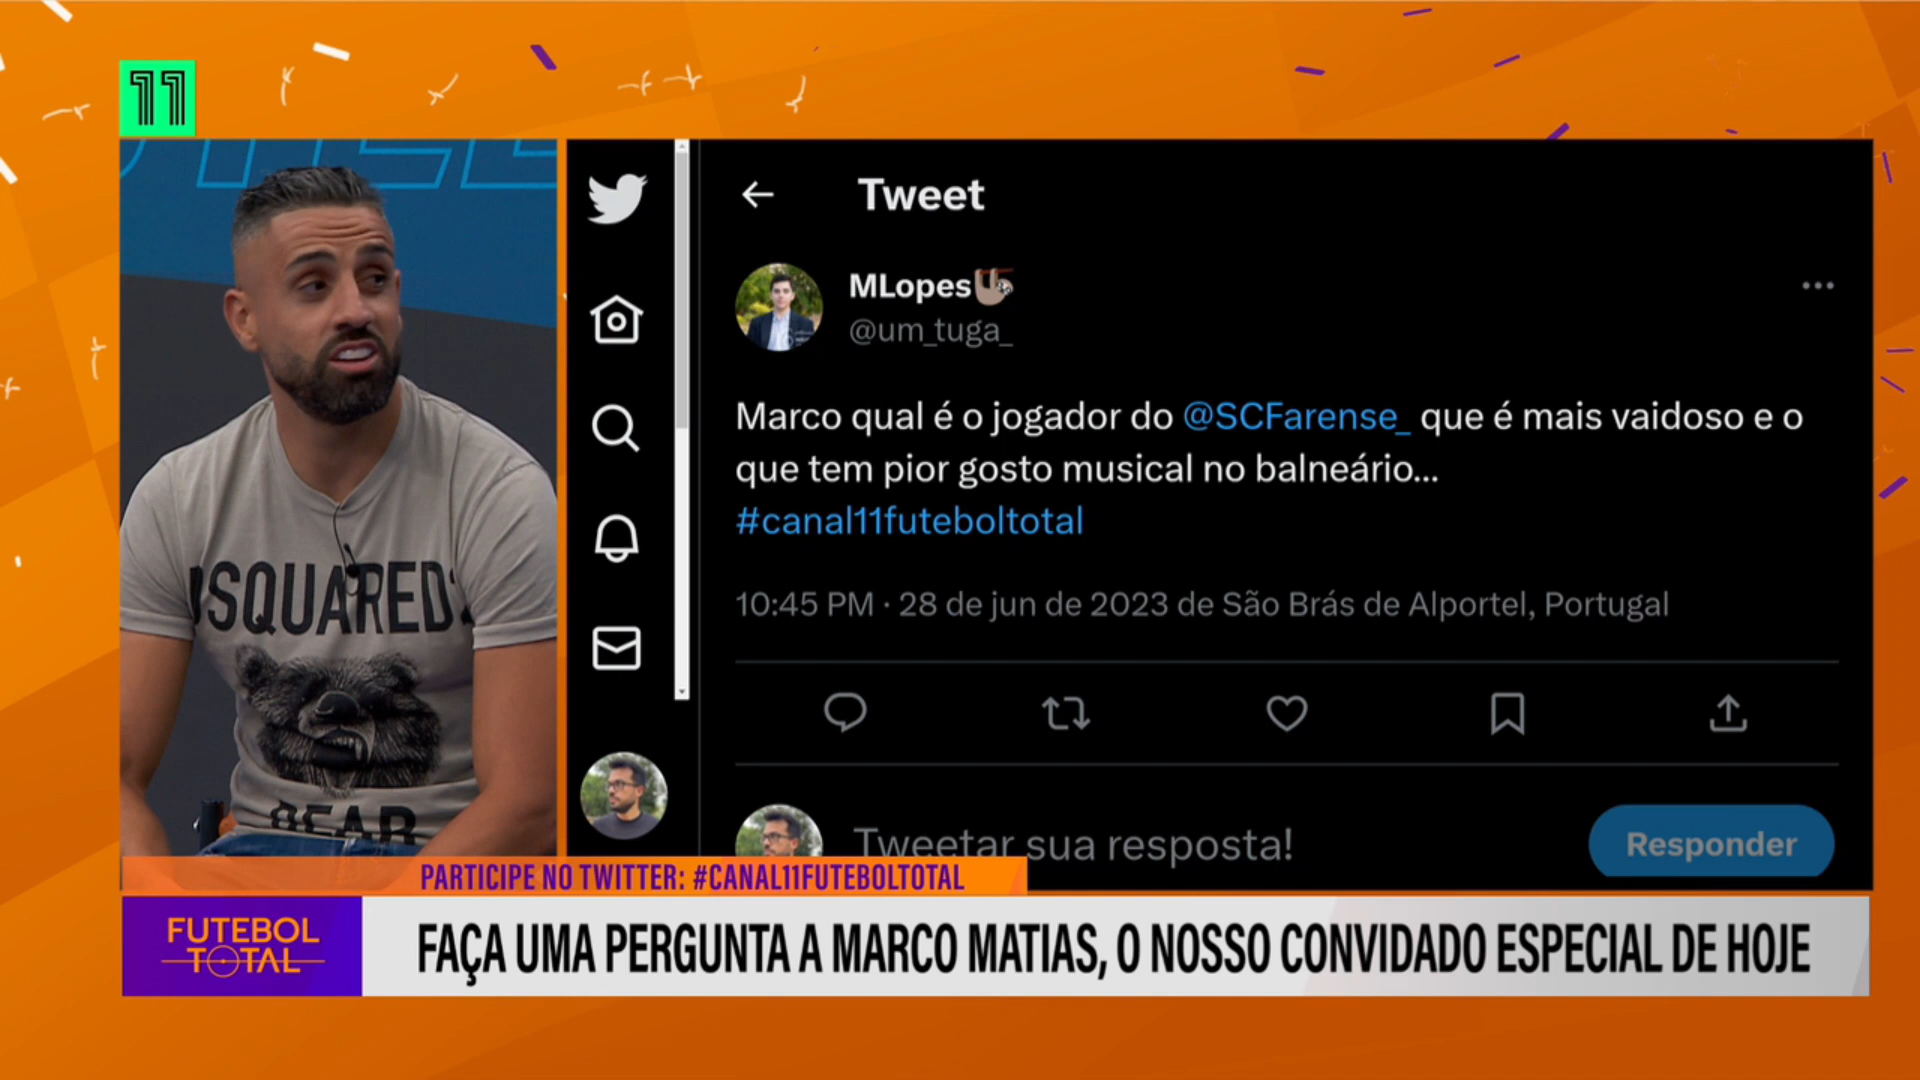 11
Tweet
MLopes
@um_tuga_
Marco qual é o jogador do @SCFarense_ que é mais vaidoso e o
que tem pior gosto musical no balneário...
#canal11futeboltotal
10:45 PM · 28 de jun de 2023 de São Brás de Alportel, Portugal
Tweetar sua resposta!
Responder
DSQUARED2
BEAR
PARTICIPE NO TWITTER: #CANAL11FUTEBOLTOTAL
FUTEBOL
TOTAL
FAÇA UMA PERGUNTA A MARCO MATIAS, O NOSSO CONVIDADO ESPECIAL DE HOJE